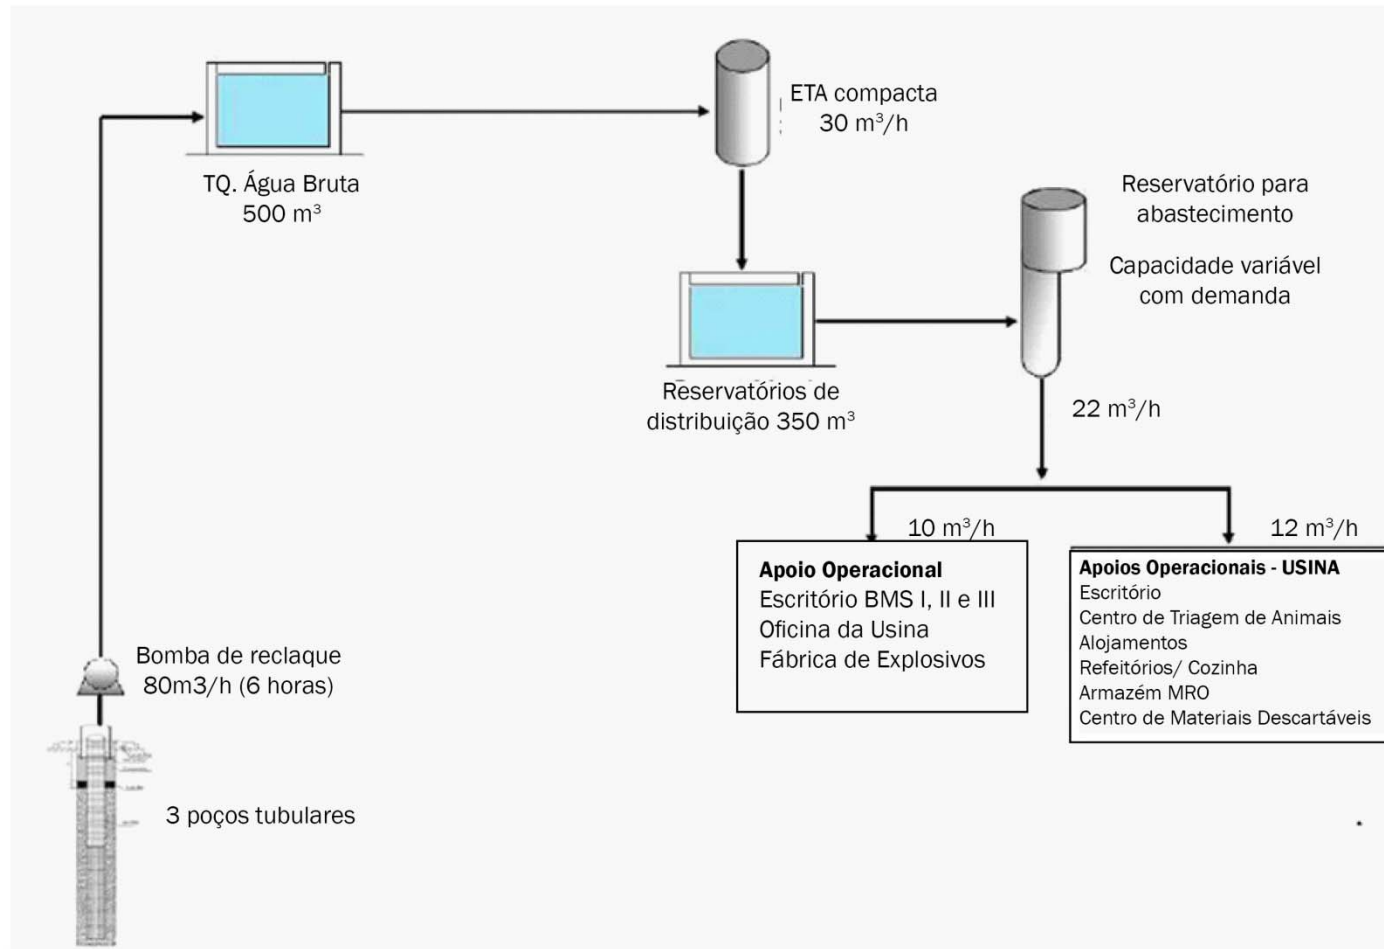 ETA compacta
30 m³/h
TQ. Água Bruta
500 m³
Reservatório para
abastecimento
Capacidade variável
com demanda
Reservatórios de
distribuição 350 m³
22 m³/h
10 m³/h
12 m³/h
Apoio Operacional
Escritório BMS I, II e III
Oficina da Usina
Fábrica de Explosivos
Apoios Operacionais - USINA
Escritório
Centro de Triagem de Animais
Alojamentos
Refeitórios/ Cozinha
Armazém MRO
Centro de Materiais Descartáveis
Bomba de reclaque
80m3/h (6 horas)
3 poços tubulares